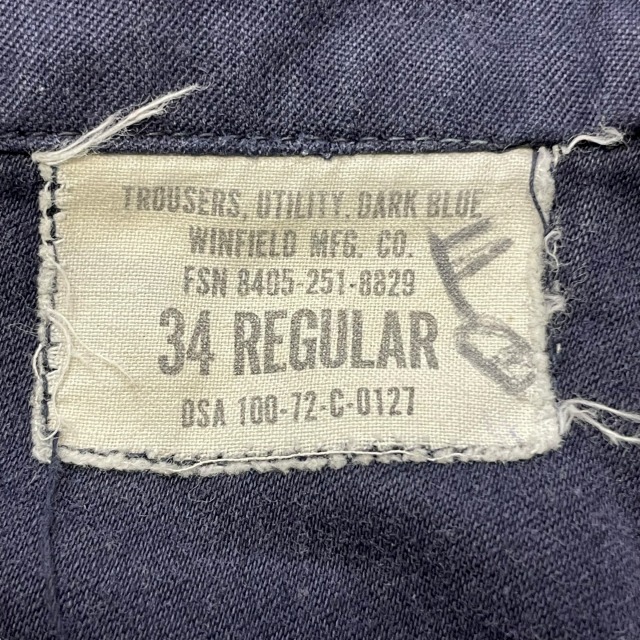 TROUSERS, UTILITY. DARK BLUE
WINFIELD MFG. CO.
FSN 8405-251-8829
34 REGULAR
DSA 100-72-C-0127